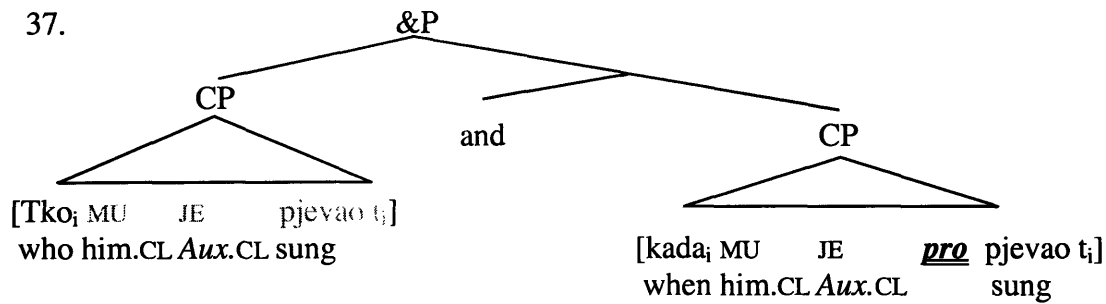 37.
&P
CP
and
CP
[Tkoᵢ MU JE pjevao tᵢ]
who him.CL Aux.CL sung
[kadaᵢ MU JE pro pjevao tᵢ]
when him.CL Aux.CL sung